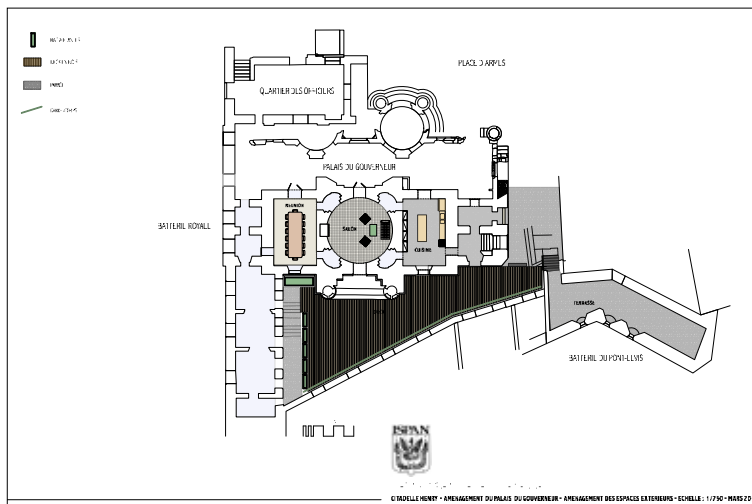 PLACE D'ARMES
QUARTIER DES OFFICIERS
PALAIS DU GOUVERNEUR
REUNION
BATTERIE ROYALE
SALON
CUISINE
TERRASSE
BATTERIE DU PONT-LEVIS
ISPAN
CITADELLE HENRY - AMENAGEMENT DU PALAIS DU GOUVERNEUR - AMENAGEMENT DES ESPACES EXTERIEURS - ECHELLE : 1/750 - MARS 20